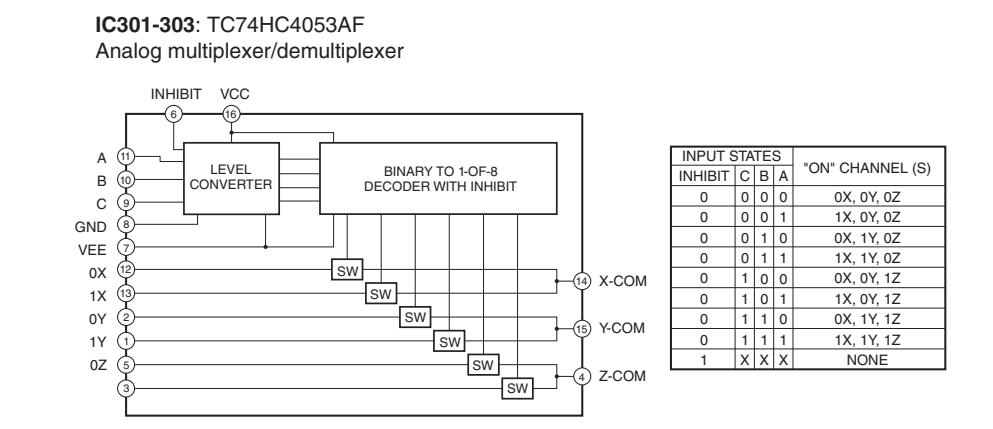 IC301-303: TC74HC4053AF
Analog multiplexer/demultiplexer
INHIBIT VCC
6 16
A 11
B 10
C 9
GND 8
VEE 7
0X 12
1X 13
0Y 2
1Y 1
0Z 5
3
LEVEL
CONVERTER
BINARY TO 1-OF-8
DECODER WITH INHIBIT
SW
SW
SW
SW
SW
SW
14 X-COM
15 Y-COM
4 Z-COM
INPUT STATES "ON" CHANNEL (S)
INHIBIT C B A
0 0 0 0 0X, 0Y, 0Z
0 0 0 1 1X, 0Y, 0Z
0 0 1 0 0X, 1Y, 0Z
0 0 1 1 1X, 1Y, 0Z
0 1 0 0 0X, 0Y, 1Z
0 1 0 1 1X, 0Y, 1Z
0 1 1 0 0X, 1Y, 1Z
0 1 1 1 1X, 1Y, 1Z
1 X X X NONE